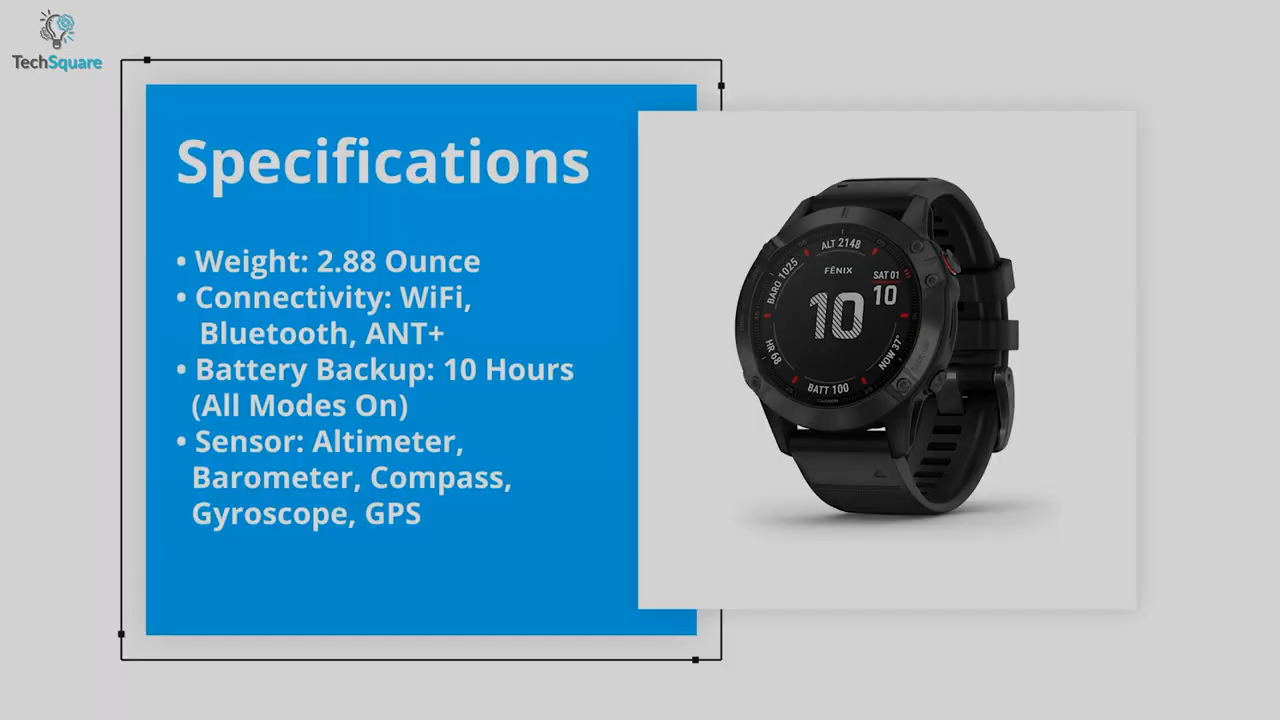 TechSquare
Specifications
• Weight: 2.88 Ounce
• Connectivity: WiFi,
Bluetooth, ANT+
• Battery Backup: 10 Hours
(All Modes On)
• Sensor: Altimeter,
Barometer, Compass,
Gyroscope, GPS
ALT 2148
BARO 1025
FĒNIX
SAT 01
10
10
HR 68
NOW 37°
BATT 100
GARMIN